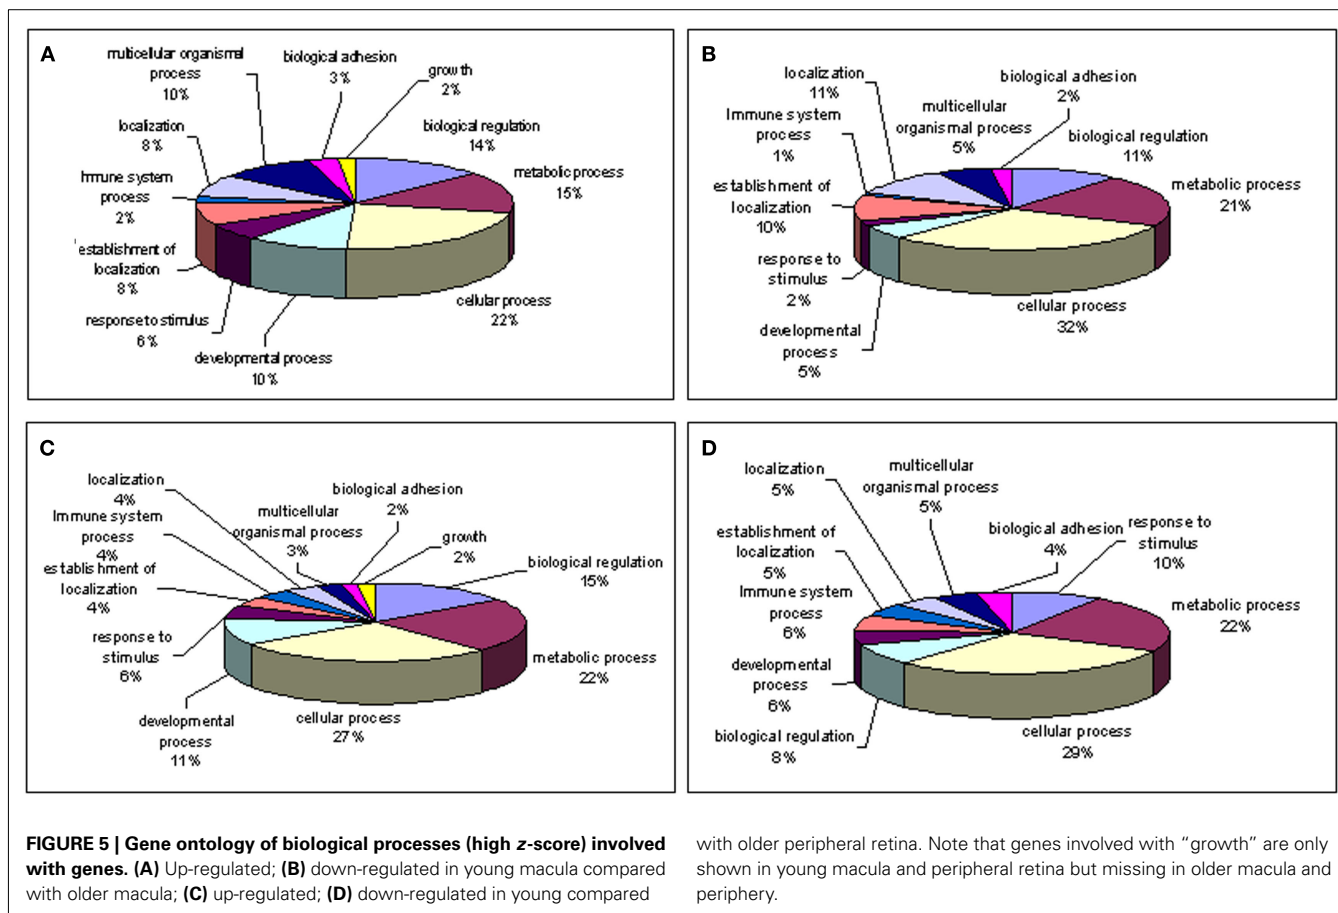 A
multicellular organismal
process
10%
biological adhesion
3%
growth
2%
localization
8%
biological regulation
14%
Immune system
process
2%
metabolic process
15%
establishment of
localization
8%
cellular process
22%
response to stimulus
6%
developmental process
10%
B
localization
11%
biological adhesion
2%
multicellular
organismal process
5%
Immune system
process
1%
biological regulation
11%
establishment of
localization
10%
metabolic process
21%
response to
stimulus
2%
cellular process
32%
developmental
process
5%
C
localization
4%
biological adhesion
2%
multicellular
organismal process
3%
Immune system
process
4%
growth
2%
establishment of
localization
4%
biological regulation
15%
response to
stimulus
6%
metabolic process
22%
developmental
process
11%
cellular process
27%
D
localization
5%
multicellular
organismal process
5%
biological adhesion
4%
response to
stimulus
10%
establishment of
localization
5%
Immune system
process
6%
metabolic process
22%
developmental
process
6%
biological regulation
8%
cellular process
29%
FIGURE 5 | Gene ontology of biological processes (high z-score) involved
with genes. (A) Up-regulated; (B) down-regulated in young macula compared
with older macula; (C) up-regulated; (D) down-regulated in young compared
with older peripheral retina. Note that genes involved with “growth” are only
shown in young macula and peripheral retina but missing in older macula and
periphery.